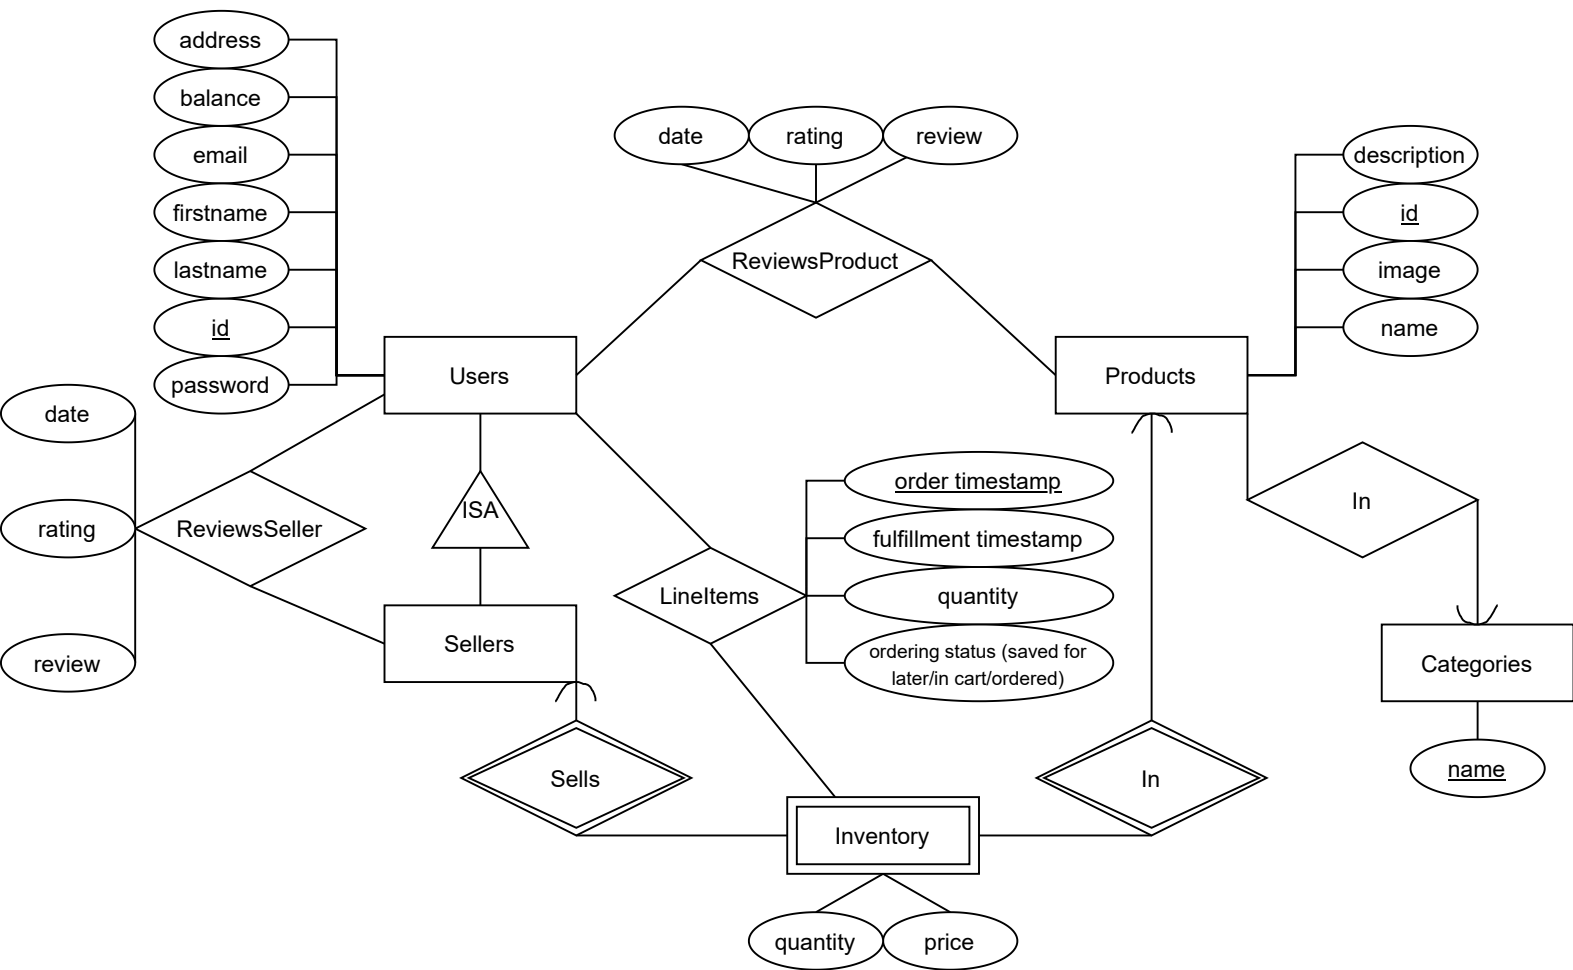 address
balance
email
firstname
lastname
id
password
date
rating
review
ReviewsProduct
description
id
image
name
Users
Products
date
rating
review
ReviewsSeller
ISA
Sellers
LineItems
order timestamp
fulfillment timestamp
quantity
ordering status (saved for
later/in cart/ordered)
In
Categories
name
Sells
In
Inventory
quantity
price